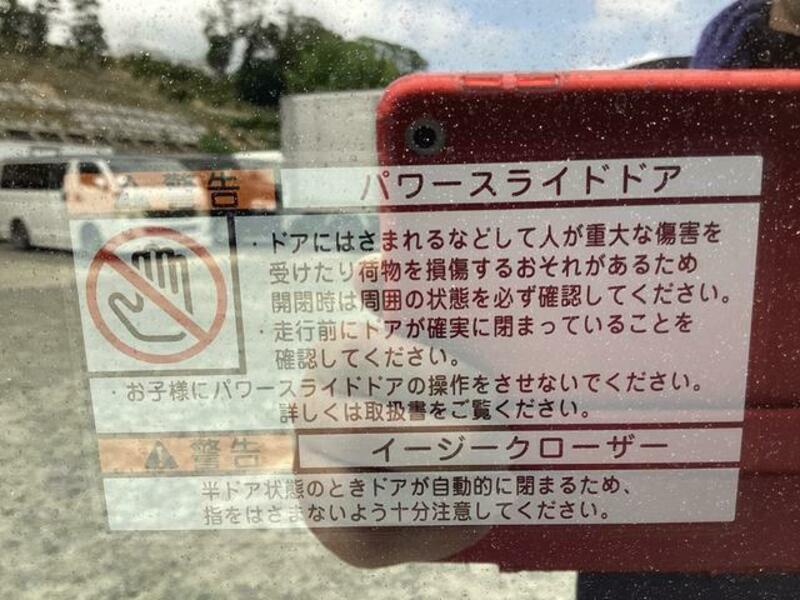 警告 パワースライドドア
・ドアにはさまれるなどして人が重大な傷害を
受けたり荷物を損傷するおそれがあるため
開閉時は周囲の状態を必ず確認してください。
・走行前にドアが確実に閉まっていることを
確認してください。
・お子様にパワースライドドアの操作をさせないでください。
詳しくは取扱書をご覧ください。
警告 イージークローザー
半ドア状態のときドアが自動的に閉まるため、
指をはさまないよう十分注意してください。